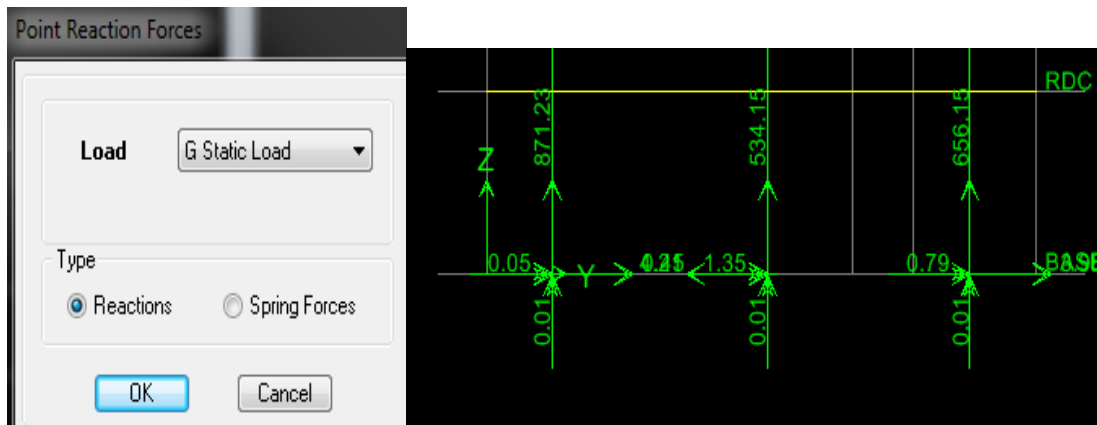 Point Reaction Forces
Load
G Static Load
Type
Reactions
Spring Forces
OK
Cancel
RDC
871.23
534.15
656.15
Z
0.05
Y
1.35
0.79
0.01
0.01
0.01